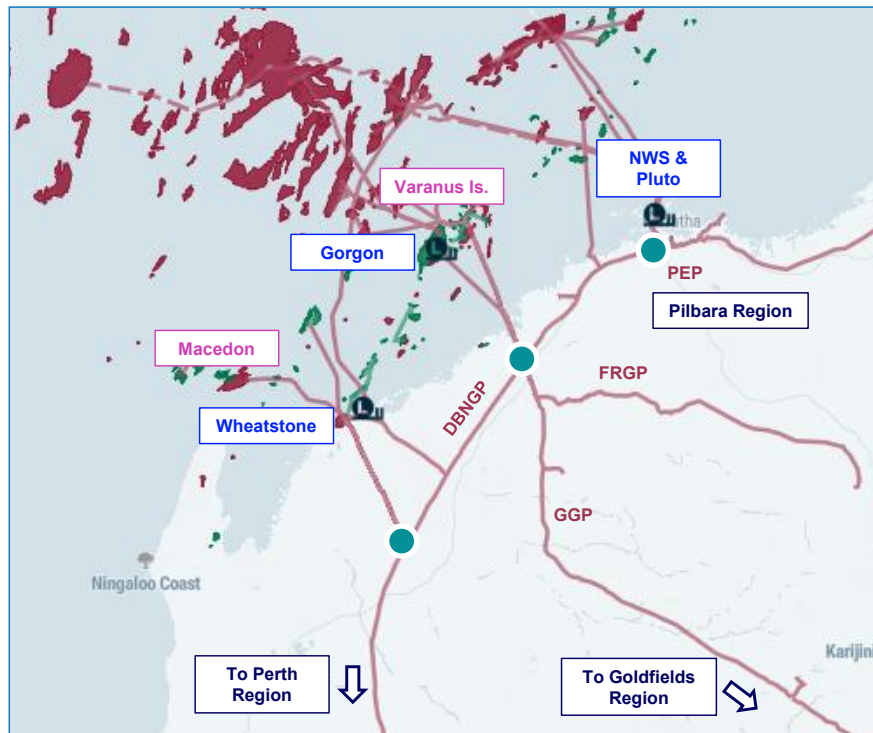 NWS &
Pluto
Varanus Is.
Gorgon
PEP
Pilbara Region
Macedon
FRGP
DBNGP
Wheatstone
GGP
Ningaloo Coast
Karijini
To Perth
Region
To Goldfields
Region